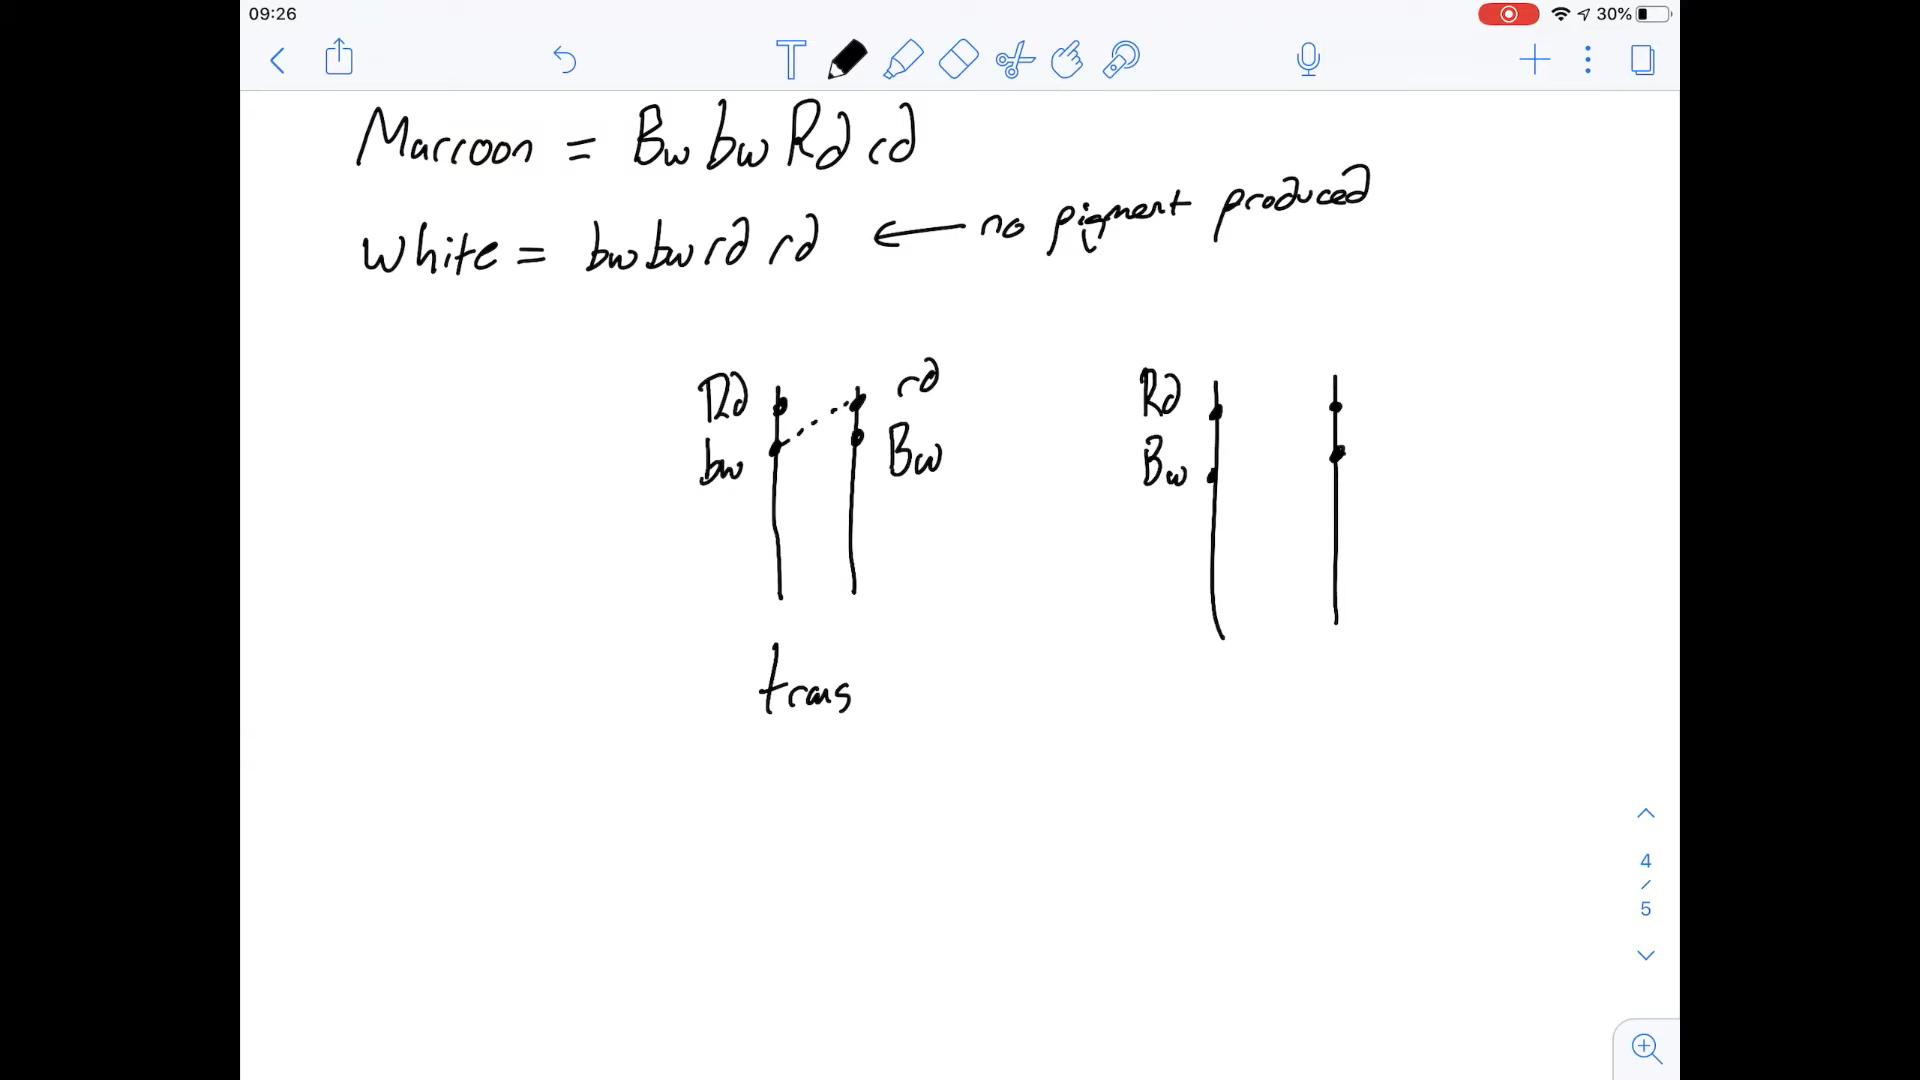 09:26
30%
T
Marroon = Bw bw Rd rd
White = bw bw rd rd ← no pigment produced
Rd rd Rd
bw Bw Bw
trans
4
/
5